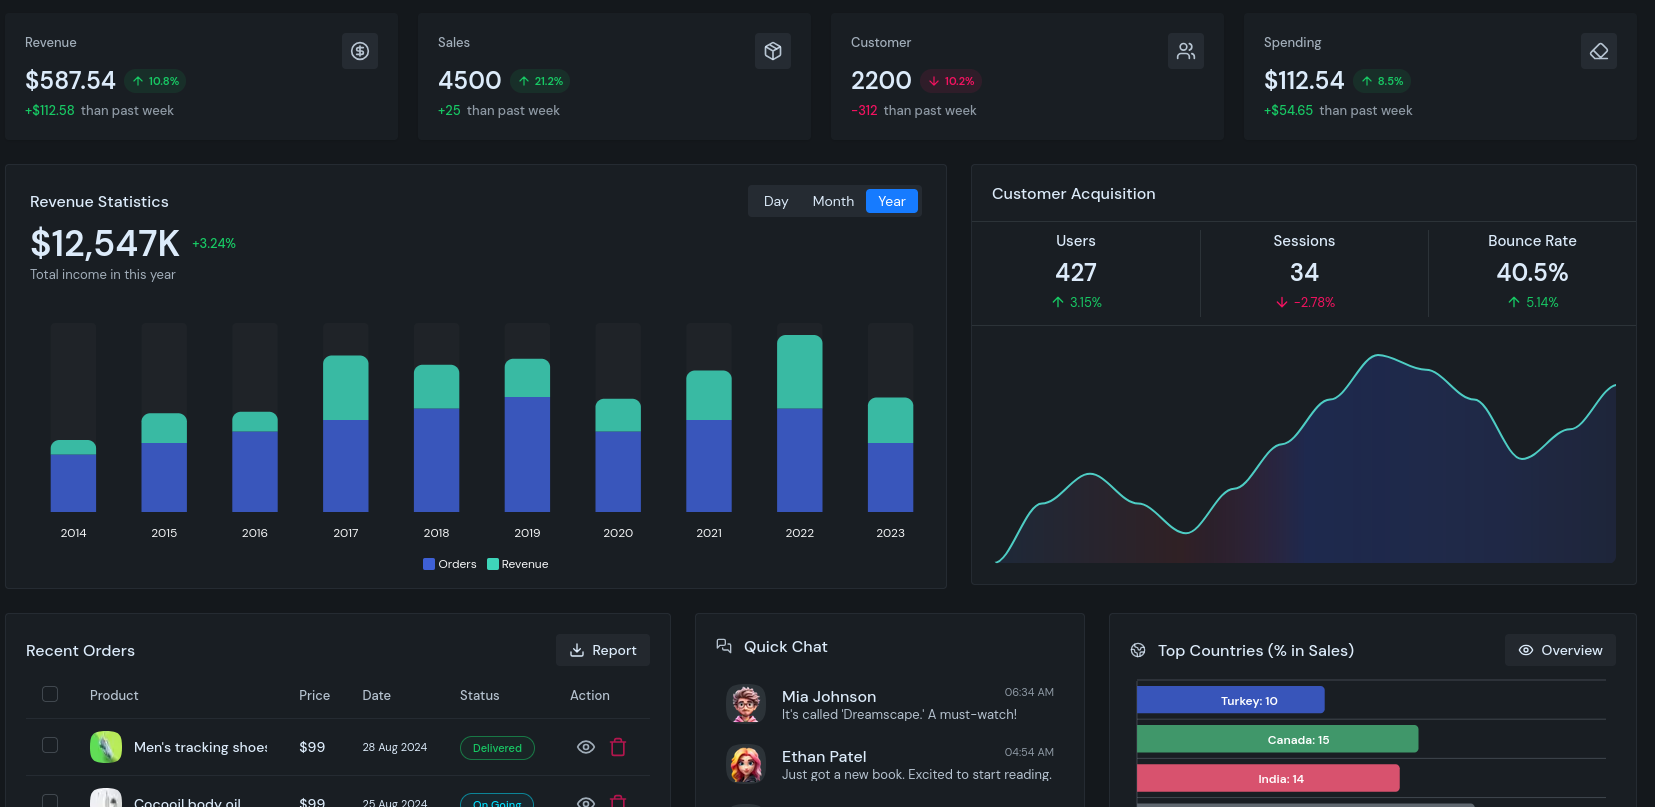 Revenue
$587.54 10.8%
+$112.58 than past week
Sales
4500 21.2%
+25 than past week
Customer
2200 10.2%
-312 than past week
Spending
$112.54 8.5%
+$54.65 than past week
Revenue Statistics
Day Month Year
$12,547K +3.24%
Total income in this year
2014 2015 2016 2017 2018 2019 2020 2021 2022 2023
Orders Revenue
Customer Acquisition
Users Sessions Bounce Rate
427 34 40.5%
3.15% -2.78% 5.14%
Recent Orders Report
Product Price Date Status Action
Men's tracking shoes $99 28 Aug 2024 Delivered
Cocooil body oil $99 25 Aug 2024 On Going
Quick Chat
Mia Johnson 06:34 AM
It's called 'Dreamscape.' A must-watch!
Ethan Patel 04:54 AM
Just got a new book. Excited to start reading.
Top Countries (% in Sales) Overview
Turkey: 10
Canada: 15
India: 14